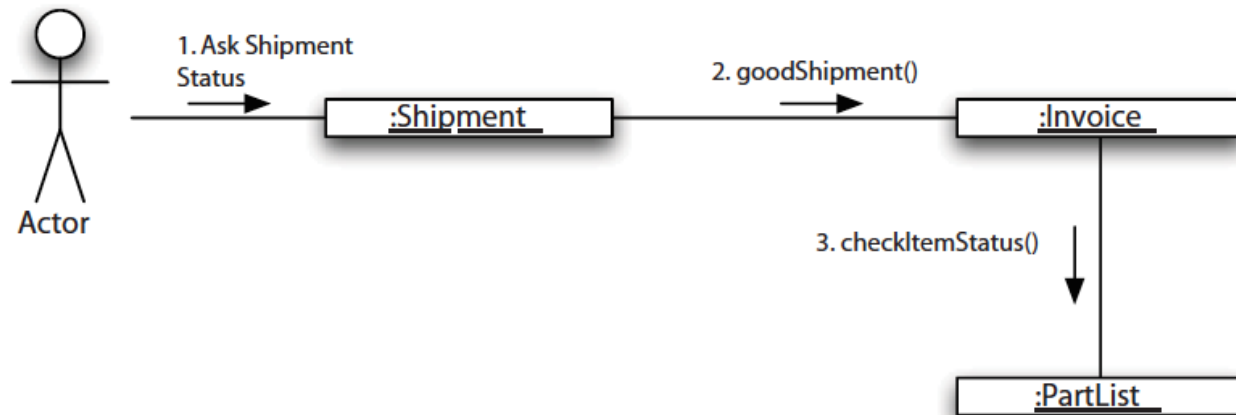 1. Ask Shipment
Status
2. goodShipment()
:Shipment
:Invoice
Actor
3. checkItemStatus()
:PartList